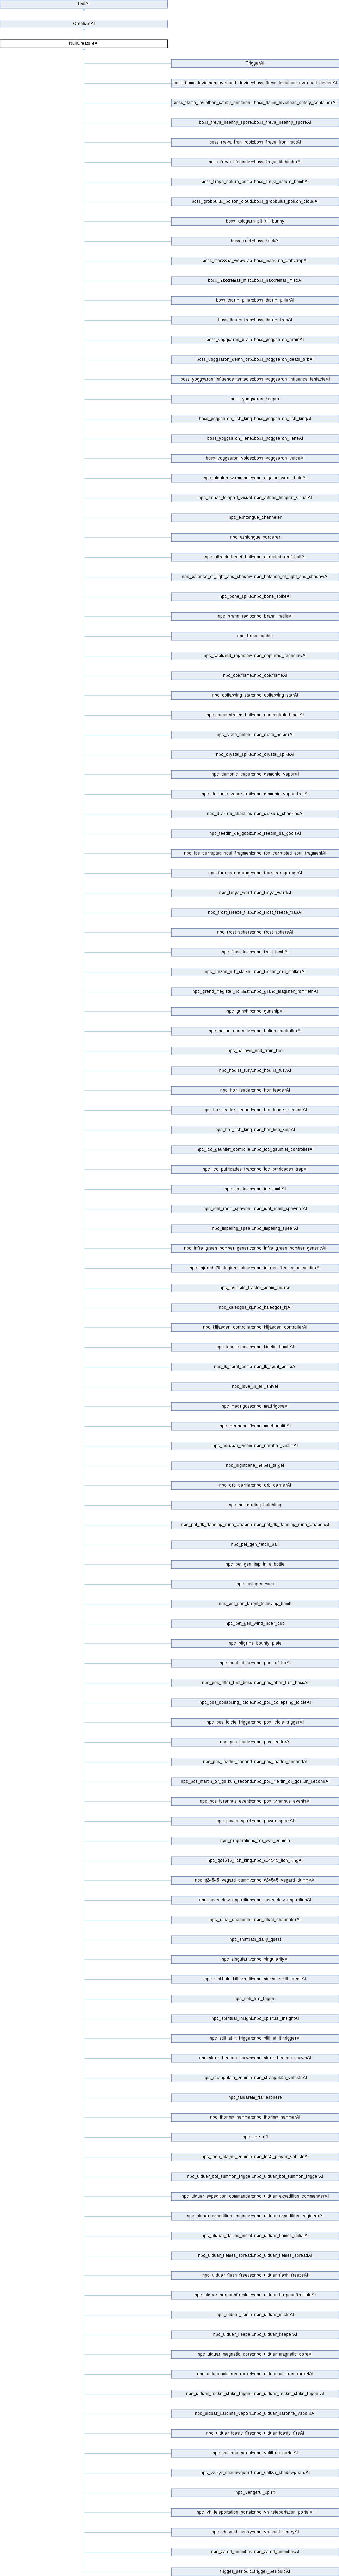 UnitAI
CreatureAI
NullCreatureAI
TriggerAI
boss_flame_leviathan_overload_device::boss_flame_leviathan_overload_deviceAI
boss_flame_leviathan_safety_container::boss_flame_leviathan_safety_containerAI
boss_freya_healthy_spore::boss_freya_healthy_sporeAI
boss_freya_iron_root::boss_freya_iron_rootAI
boss_freya_lifebinder::boss_freya_lifebinderAI
boss_freya_nature_bomb::boss_freya_nature_bombAI
boss_grobbulus_poison_cloud::boss_grobbulus_poison_cloudAI
boss_kologarn_pit_kill_bunny
boss_krick::boss_krickAI
boss_maexxna_webwrap::boss_maexxna_webwrapAI
boss_naxxramas_misc::boss_naxxramas_miscAI
boss_thorim_pillar::boss_thorim_pillarAI
boss_thorim_trap::boss_thorim_trapAI
boss_yoggsaron_brain::boss_yoggsaron_brainAI
boss_yoggsaron_death_orb::boss_yoggsaron_death_orbAI
boss_yoggsaron_influence_tentacle::boss_yoggsaron_influence_tentacleAI
boss_yoggsaron_keeper
boss_yoggsaron_lich_king::boss_yoggsaron_lich_kingAI
boss_yoggsaron_llane::boss_yoggsaron_llaneAI
boss_yoggsaron_voice::boss_yoggsaron_voiceAI
npc_algalon_worm_hole::npc_algalon_worm_holeAI
npc_arthas_teleport_visual::npc_arthas_teleport_visualAI
npc_ashtongue_channeler
npc_ashtongue_sorcerer
npc_attracted_reef_bull::npc_attracted_reef_bullAI
npc_balance_of_light_and_shadow::npc_balance_of_light_and_shadowAI
npc_bone_spike::npc_bone_spikeAI
npc_brann_radio::npc_brann_radioAI
npc_brew_bubble
npc_captured_rageclaw::npc_captured_rageclawAI
npc_coldflame::npc_coldflameAI
npc_collapsing_star::npc_collapsing_starAI
npc_concentrated_ball::npc_concentrated_ballAI
npc_crate_helper::npc_crate_helperAI
npc_crystal_spike::npc_crystal_spikeAI
npc_demonic_vapor::npc_demonic_vaporAI
npc_demonic_vapor_trail::npc_demonic_vapor_trailAI
npc_drakuru_shackles::npc_drakuru_shacklesAI
npc_feedin_da_goolz::npc_feedin_da_goolzAI
npc_fos_corrupted_soul_fragment::npc_fos_corrupted_soul_fragmentAI
npc_four_car_garage::npc_four_car_garageAI
npc_freya_ward::npc_freya_wardAI
npc_frost_freeze_trap::npc_frost_freeze_trapAI
npc_frost_sphere::npc_frost_sphereAI
npc_frost_tomb::npc_frost_tombAI
npc_frozen_orb_stalker::npc_frozen_orb_stalkerAI
npc_grand_magister_rommath::npc_grand_magister_rommathAI
npc_gunship::npc_gunshipAI
npc_halion_controller::npc_halion_controllerAI
npc_hallows_end_train_fire
npc_hodirs_fury::npc_hodirs_furyAI
npc_hor_leader::npc_hor_leaderAI
npc_hor_leader_second::npc_hor_leader_secondAI
npc_hor_lich_king::npc_hor_lich_kingAI
npc_icc_gauntlet_controller::npc_icc_gauntlet_controllerAI
npc_icc_putricades_trap::npc_icc_putricades_trapAI
npc_ice_tomb::npc_ice_tombAI
npc_idol_room_spawner::npc_idol_room_spawnerAI
npc_impaling_spear::npc_impaling_spearAI
npc_infra_green_bomber_generic::npc_infra_green_bomber_genericAI
npc_injured_7th_legion_soldier::npc_injured_7th_legion_soldierAI
npc_invisible_tractor_beam_source
npc_kalecgos_kj::npc_kalecgos_kjAI
npc_kiljaeden_controller::npc_kiljaeden_controllerAI
npc_kinetic_bomb::npc_kinetic_bombAI
npc_lk_spirit_bomb::npc_lk_spirit_bombAI
npc_love_in_air_snivel
npc_madrigosa::npc_madrigosaAI
npc_mechanolift::npc_mechanoliftAI
npc_nerubar_victim::npc_nerubar_victimAI
npc_nightbane_helper_target
npc_orb_carrier::npc_orb_carrierAI
npc_pet_darting_hatchling
npc_pet_dk_dancing_rune_weapon::npc_pet_dk_dancing_rune_weaponAI
npc_pet_gen_fetch_ball
npc_pet_gen_imp_in_a_bottle
npc_pet_gen_moth
npc_pet_gen_target_following_bomb
npc_pet_gen_wind_rider_cub
npc_pilgrims_bounty_plate
npc_pool_of_tar::npc_pool_of_tarAI
npc_pos_after_first_boss::npc_pos_after_first_bossAI
npc_pos_collapsing_icicle::npc_pos_collapsing_icicleAI
npc_pos_icicle_trigger::npc_pos_icicle_triggerAI
npc_pos_leader::npc_pos_leaderAI
npc_pos_leader_second::npc_pos_leader_secondAI
npc_pos_martin_or_gorkun_second::npc_pos_martin_or_gorkun_secondAI
npc_pos_tyrannus_events::npc_pos_tyrannus_eventsAI
npc_power_spark::npc_power_sparkAI
npc_preparations_for_war_vehicle
npc_q24545_lich_king::npc_q24545_lich_kingAI
npc_q24545_vegard_dummy::npc_q24545_vegard_dummyAI
npc_ravenclaw_apparition::npc_ravenclaw_apparitionAI
npc_ritual_channeler::npc_ritual_channelerAI
npc_shattrath_daily_quest
npc_singularity::npc_singularityAI
npc_sinkhole_kill_credit::npc_sinkhole_kill_creditAI
npc_soh_fire_trigger
npc_spiritual_insight::npc_spiritual_insightAI
npc_still_at_it_trigger::npc_still_at_it_triggerAI
npc_storm_beacon_spawn::npc_storm_beacon_spawnAI
npc_strangulate_vehicle::npc_strangulate_vehicleAI
npc_taldaram_flamesphere
npc_thorims_hammer::npc_thorims_hammerAI
npc_time_rift
npc_toc5_player_vehicle::npc_toc5_player_vehicleAI
npc_ulduar_bot_summon_trigger::npc_ulduar_bot_summon_triggerAI
npc_ulduar_expedition_commander::npc_ulduar_expedition_commanderAI
npc_ulduar_expedition_engineer::npc_ulduar_expedition_engineerAI
npc_ulduar_flames_initial::npc_ulduar_flames_initialAI
npc_ulduar_flames_spread::npc_ulduar_flames_spreadAI
npc_ulduar_flash_freeze::npc_ulduar_flash_freezeAI
npc_ulduar_harpoonfirestate::npc_ulduar_harpoonfirestateAI
npc_ulduar_icicle::npc_ulduar_icicleAI
npc_ulduar_keeper::npc_ulduar_keeperAI
npc_ulduar_magnetic_core::npc_ulduar_magnetic_coreAI
npc_ulduar_mimiron_rocket::npc_ulduar_mimiron_rocketAI
npc_ulduar_rocket_strike_trigger::npc_ulduar_rocket_strike_triggerAI
npc_ulduar_saronite_vapors::npc_ulduar_saronite_vaporsAI
npc_ulduar_toasty_fire::npc_ulduar_toasty_fireAI
npc_valithria_portal::npc_valithria_portalAI
npc_valkyr_shadowguard::npc_valkyr_shadowguardAI
npc_vengeful_spirit
npc_vh_teleportation_portal::npc_vh_teleportation_portalAI
npc_vh_void_sentry::npc_vh_void_sentryAI
npc_zafod_boombox::npc_zafod_boomboxAI
trigger_periodic::trigger_periodicAI